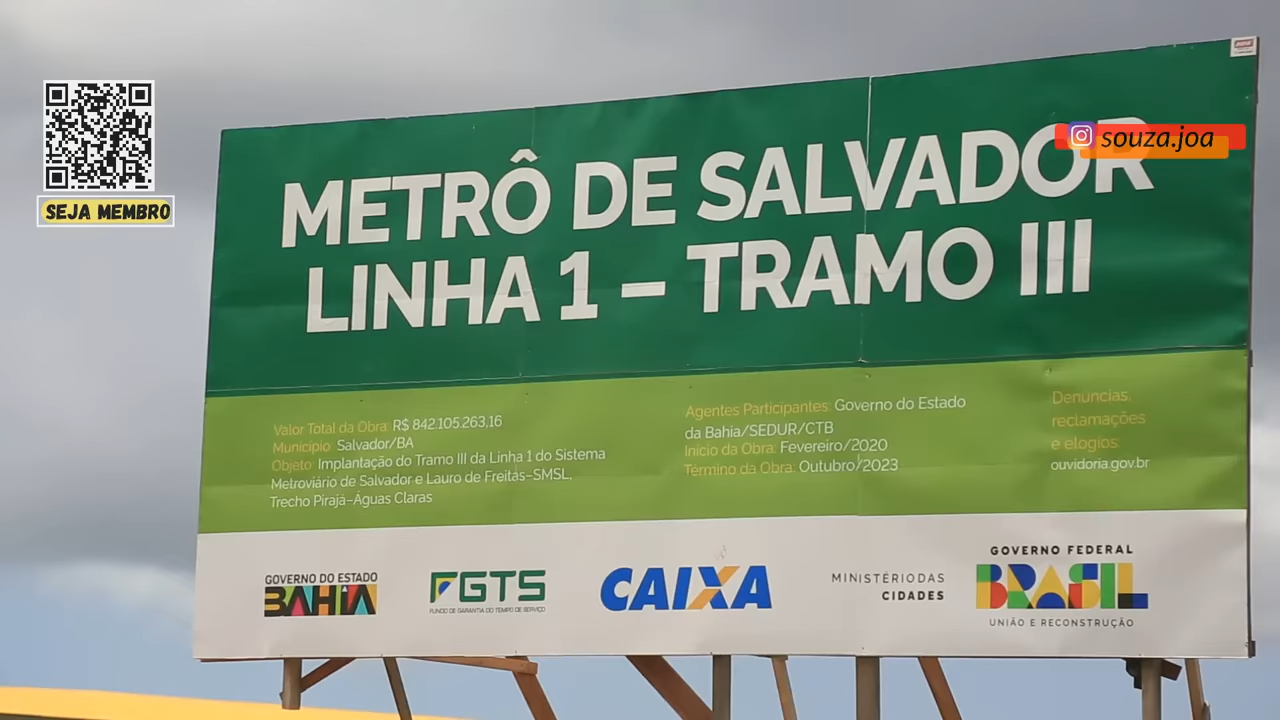 SEJA MEMBRO
souza.joa
METRÔ DE SALVADOR
LINHA 1 – TRAMO III
Valor Total da Obra: R$ 842.105.263,16
Município: Salvador/BA
Objeto: Implantação do Tramo III da Linha 1 do Sistema
Metroviário de Salvador e Lauro de Freitas–SMSL,
Trecho Pirajá–Águas Claras
Agentes Participantes: Governo do Estado
da Bahia/SEDUR/CTB
Início da Obra: Fevereiro/2020
Término da Obra: Outubro/2023
Denúncias,
reclamações
e elogios:
ouvidoria.gov.br
GOVERNO DO ESTADO
BAHIA
FGTS
FUNDO DE GARANTIA DO TEMPO DE SERVIÇO
CAIXA
MINISTÉRIO DAS
CIDADES
GOVERNO FEDERAL
BRASIL
UNIÃO E RECONSTRUÇÃO